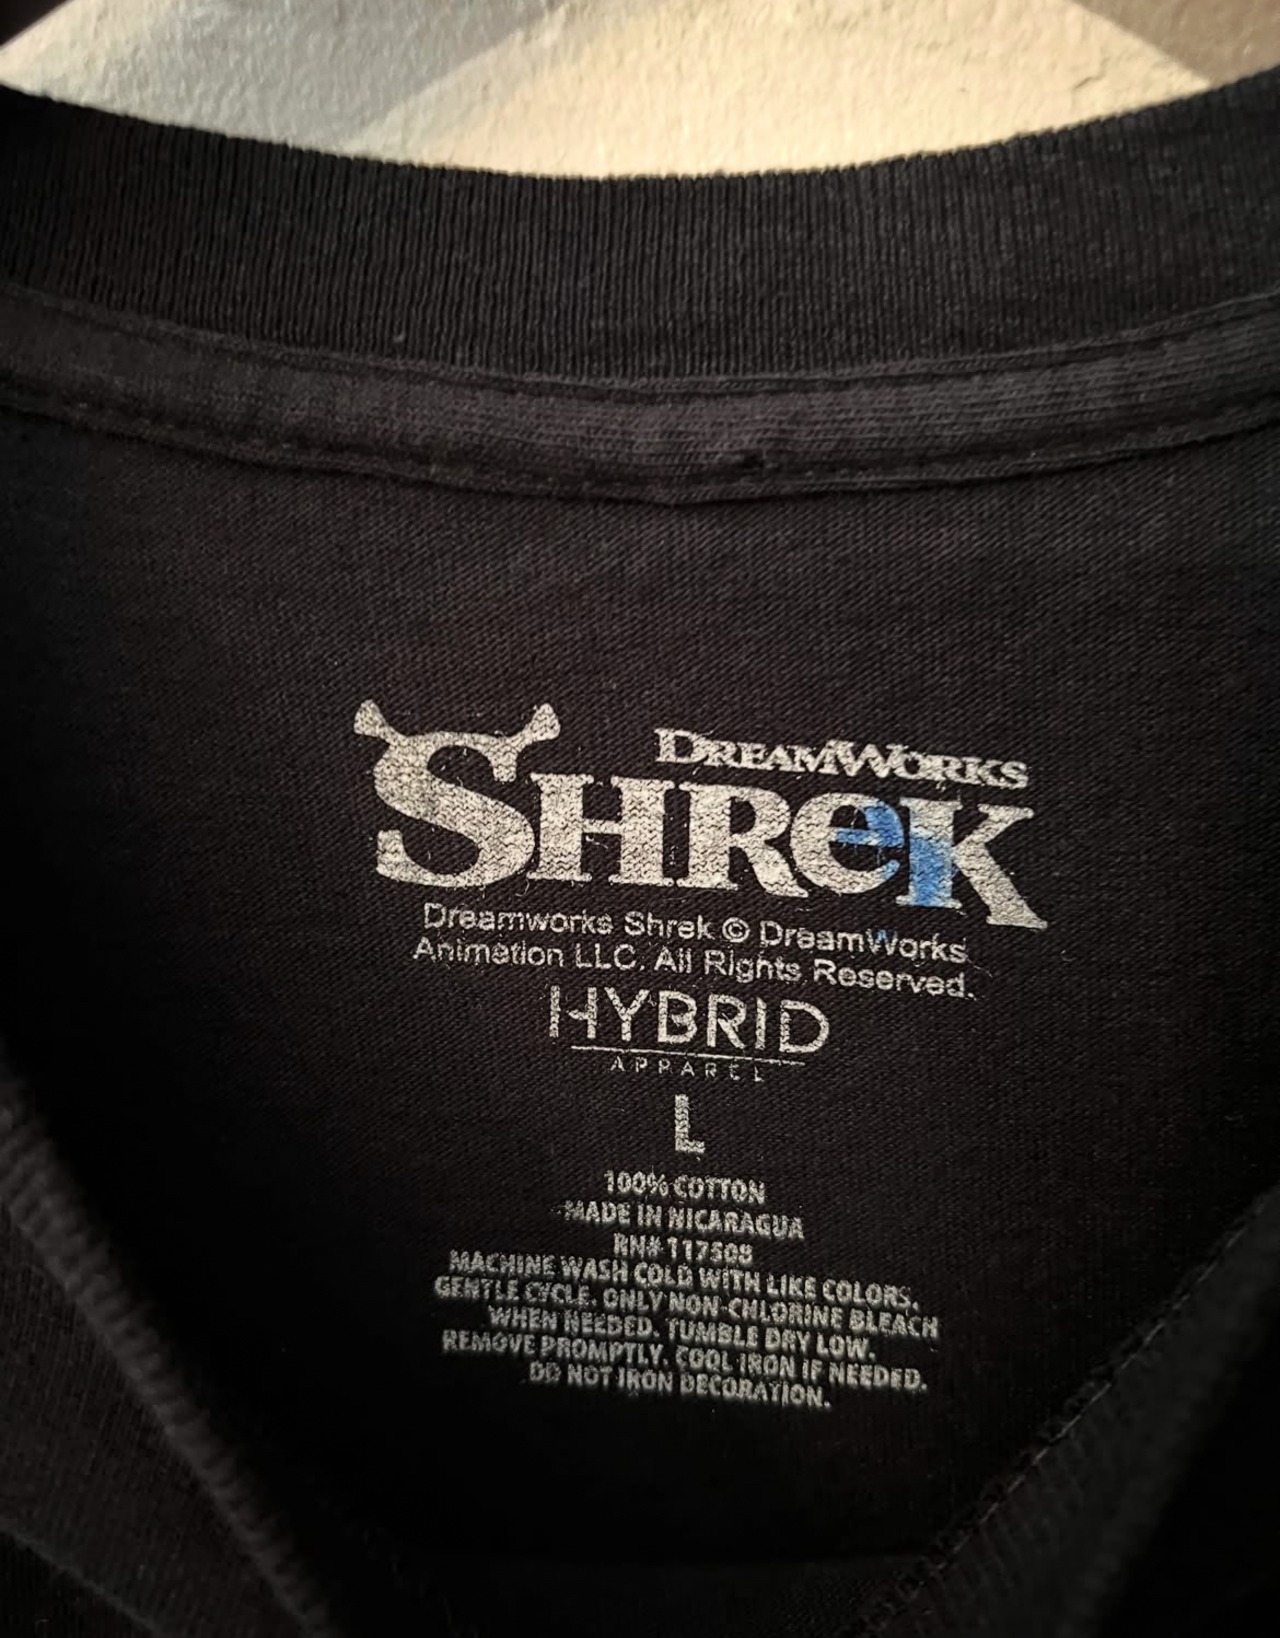 DREAMWORKS
SHReK
Dreamworks Shrek © DreamWorks
Animation LLC. All Rights Reserved.
HYBRID
APPAREL
L
100% COTTON
MADE IN NICARAGUA
RN# 117508
MACHINE WASH COLD WITH LIKE COLORS.
GENTLE CYCLE. ONLY NON-CHLORINE BLEACH
WHEN NEEDED. TUMBLE DRY LOW.
REMOVE PROMPTLY. COOL IRON IF NEEDED.
DO NOT IRON DECORATION.